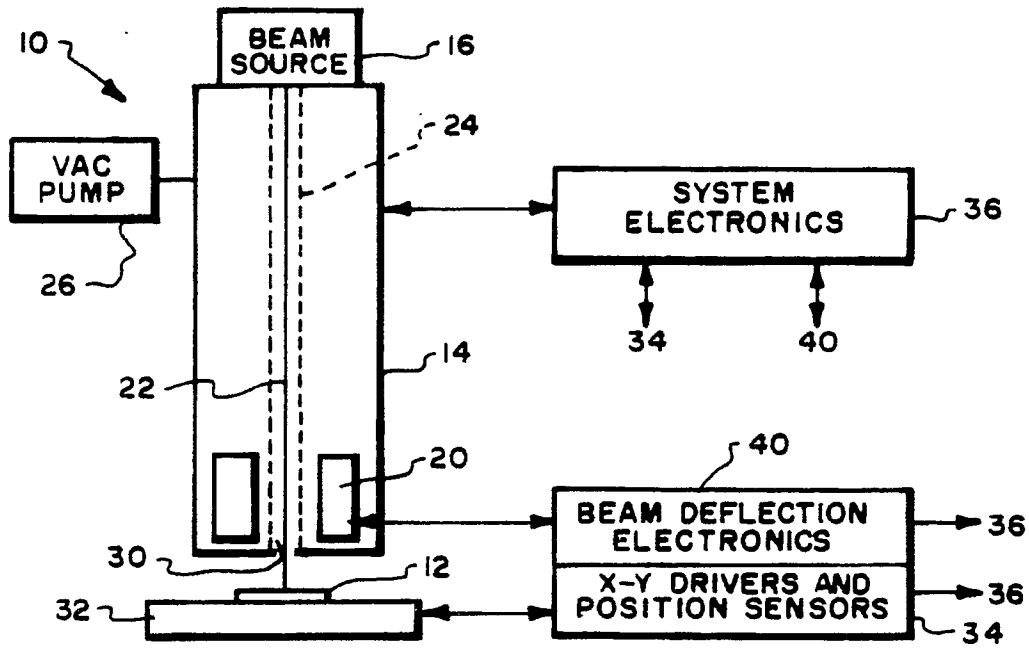 BEAM
SOURCE
16
10
24
VAC
PUMP
26
SYSTEM
ELECTRONICS
36
34
40
14
22
20
40
BEAM DEFLECTION
ELECTRONICS
36
30
12
32
X-Y DRIVERS AND
POSITION SENSORS
36
34